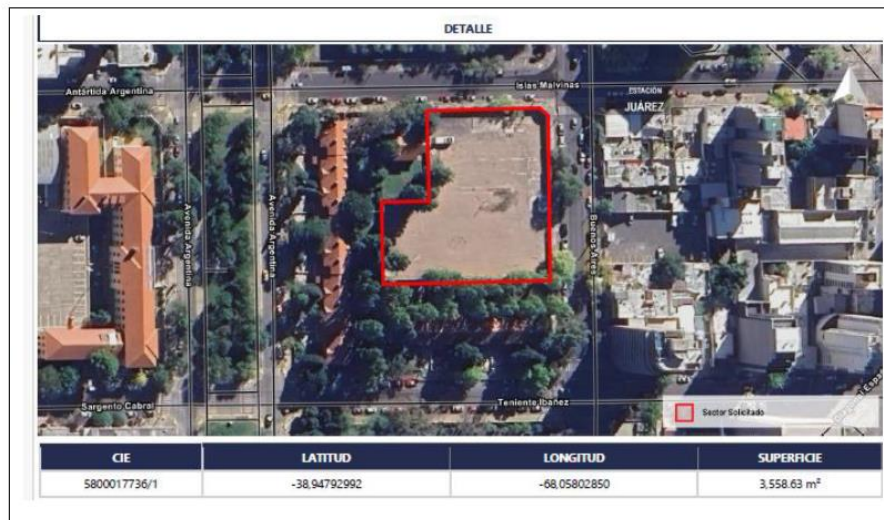 DETALLE
Antártida Argentina
Islas Malvinas
ESTACIÓN
JUÁREZ
Avenida Argentina
Avenida Argentina
Buenos Aires
Sargento Cabral
Teniente Ibañez
Sector Solicitado
CIE LATITUD LONGITUD SUPERFICIE
5800017736/1 -38,94792992 -68,05802850 3,558.63 m²